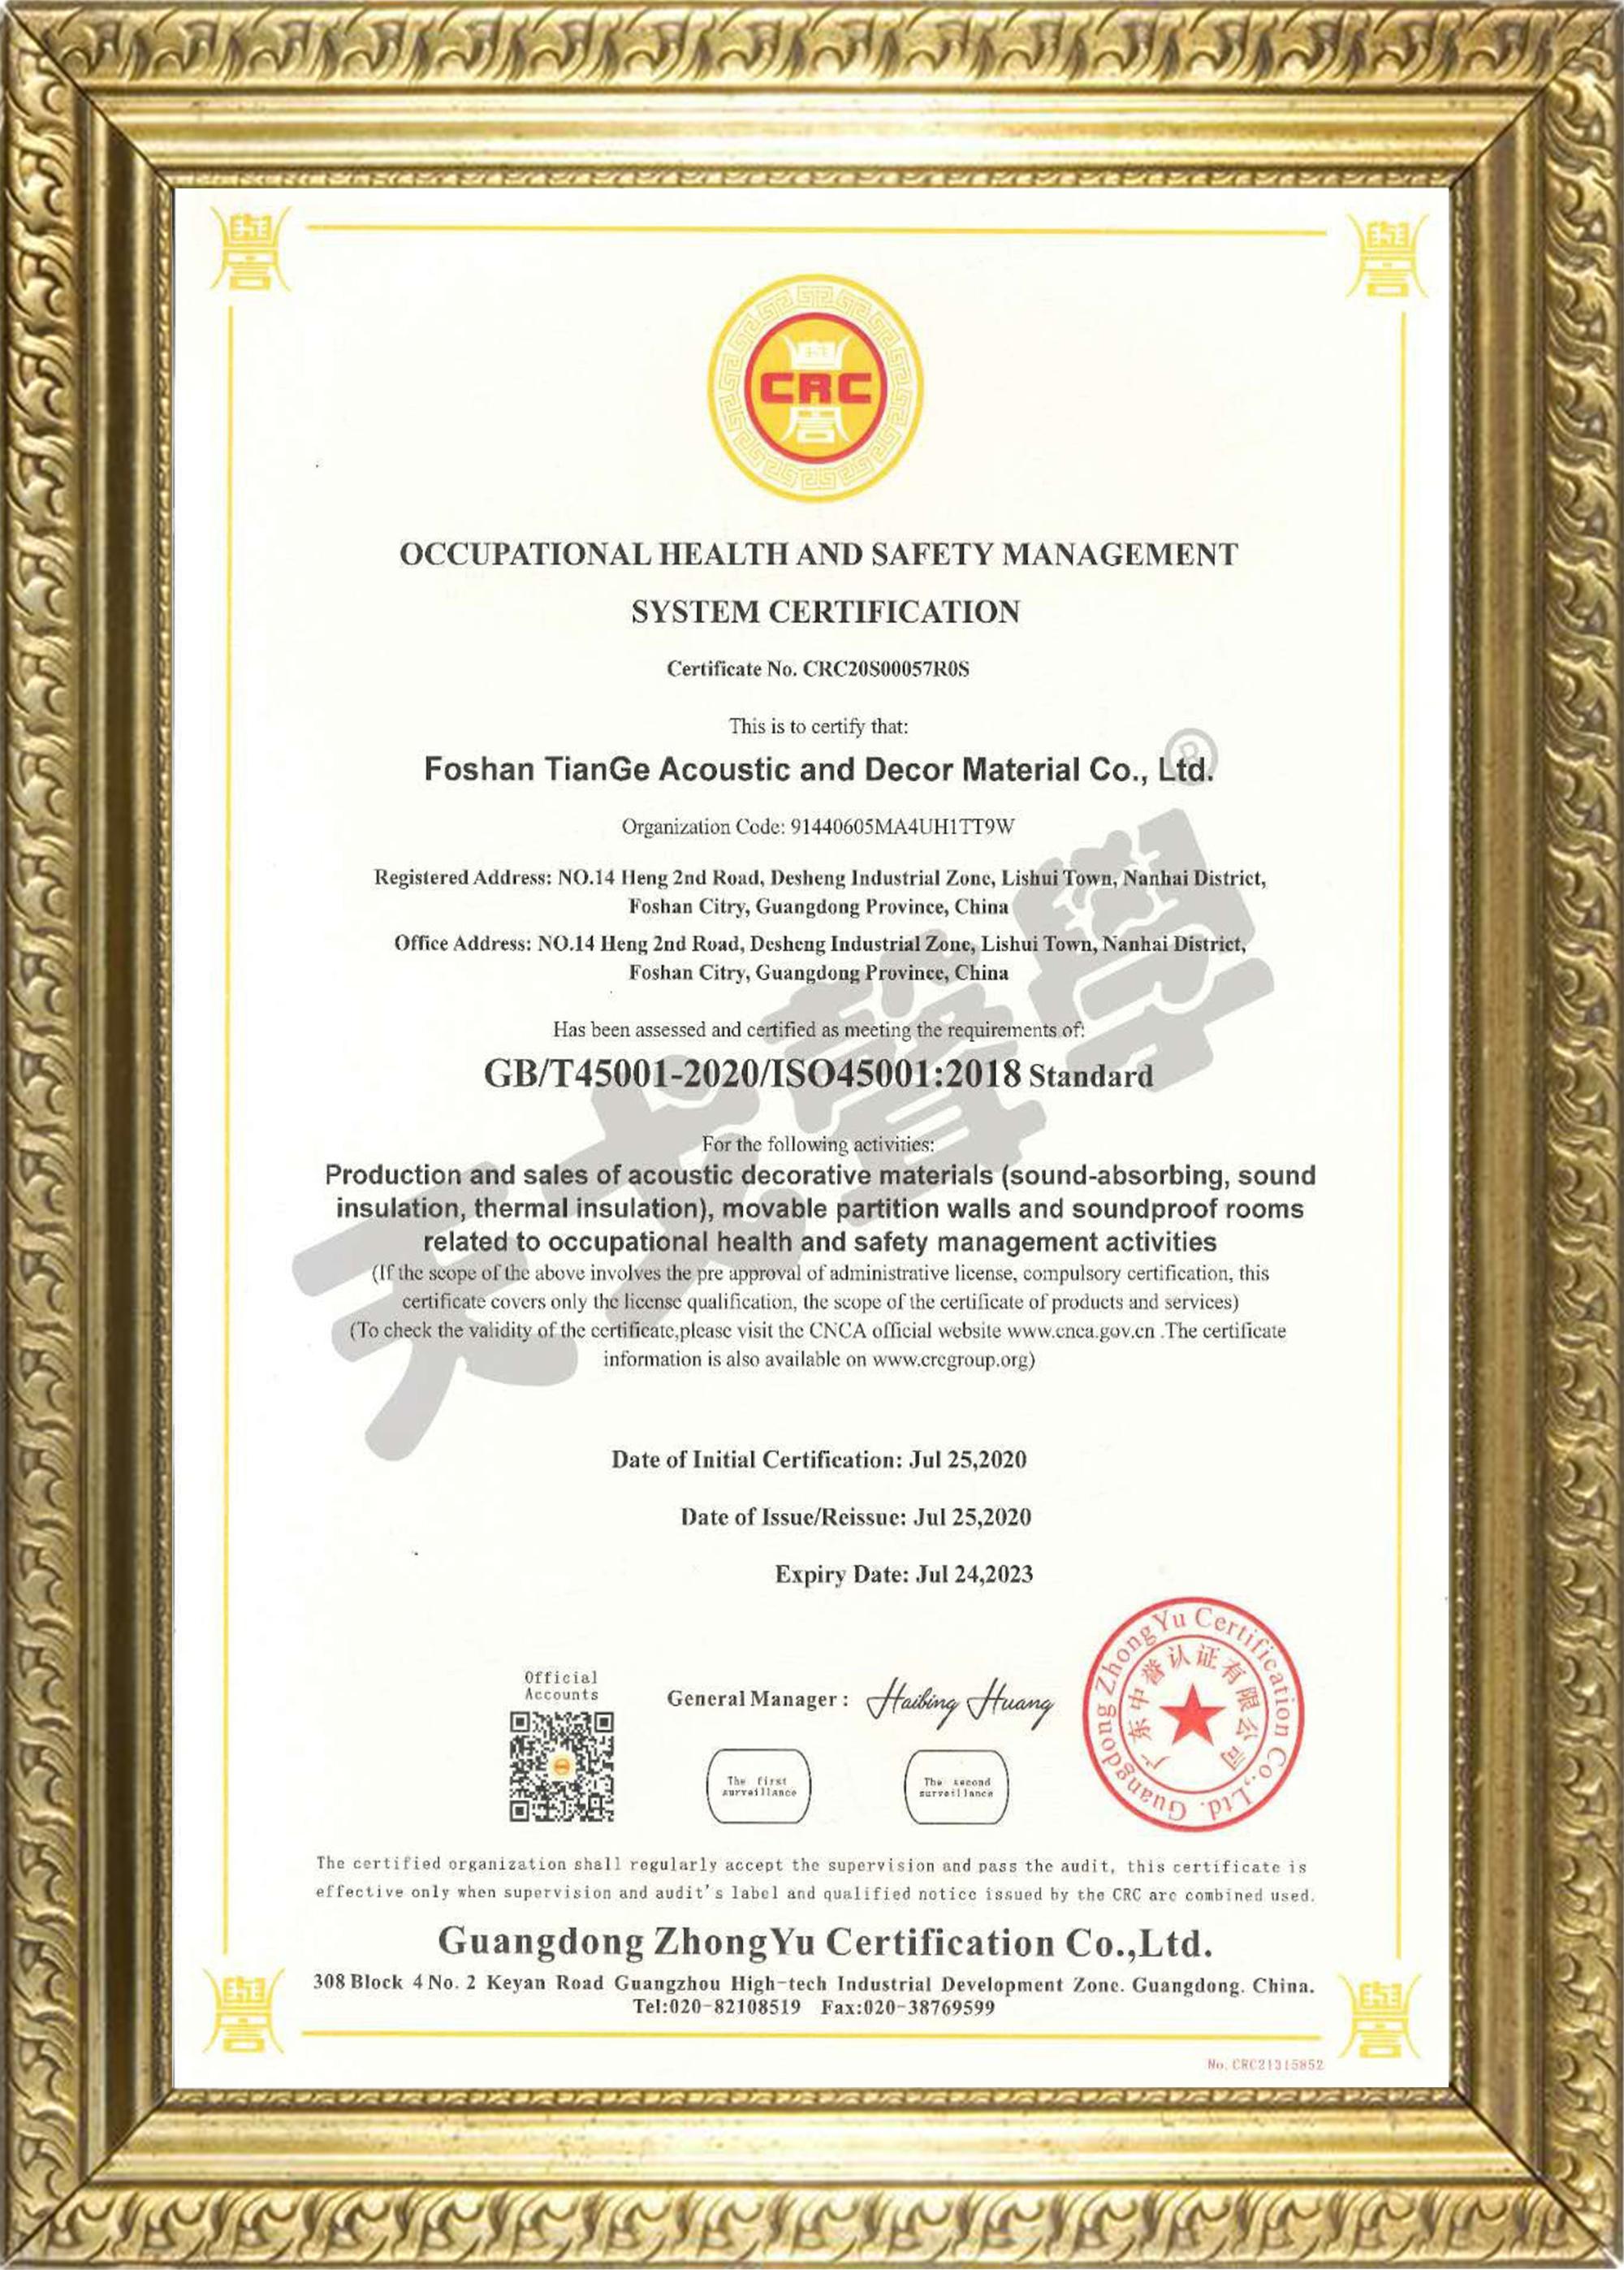 CRC
OCCUPATIONAL HEALTH AND SAFETY MANAGEMENT
SYSTEM CERTIFICATION
Certificate No. CRC20S00057R0S
This is to certify that:
Foshan TianGe Acoustic and Decor Material Co., Ltd.
®
Organization Code: 91440605MA4UH1TT9W
Registered Address: NO.14 Heng 2nd Road, Desheng Industrial Zone, Lishui Town, Nanhai District,
Foshan Citry, Guangdong Province, China
Office Address: NO.14 Heng 2nd Road, Desheng Industrial Zone, Lishui Town, Nanhai District,
Foshan Citry, Guangdong Province, China
Has been assessed and certified as meeting the requirements of:
GB/T45001-2020/ISO45001:2018 Standard
天戈聲學
For the following activities:
Production and sales of acoustic decorative materials (sound-absorbing, sound
insulation, thermal insulation), movable partition walls and soundproof rooms
related to occupational health and safety management activities
(If the scope of the above involves the pre approval of administrative license, compulsory certification, this
certificate covers only the license qualification, the scope of the certificate of products and services)
(To check the validity of the certificate,please visit the CNCA official website www.cnca.gov.cn .The certificate
information is also available on www.crcgroup.org)
Date of Initial Certification: Jul 25,2020
Date of Issue/Reissue: Jul 25,2020
Expiry Date: Jul 24,2023
Official
Accounts
General Manager: Haibing Huang
The first
surveillance
The second
surveillance
Guangdong ZhongYu Certification Co.,Ltd.
广东中誉认证有限公司
The certified organization shall regularly accept the supervision and pass the audit, this certificate is
effective only when supervision and audit's label and qualified notice issued by the CRC are combined used.
Guangdong ZhongYu Certification Co.,Ltd.
308 Block 4 No. 2 Keyan Road Guangzhou High-tech Industrial Development Zone. Guangdong. China.
Tel:020-82108519 Fax:020-38769599
No. CRC21315852